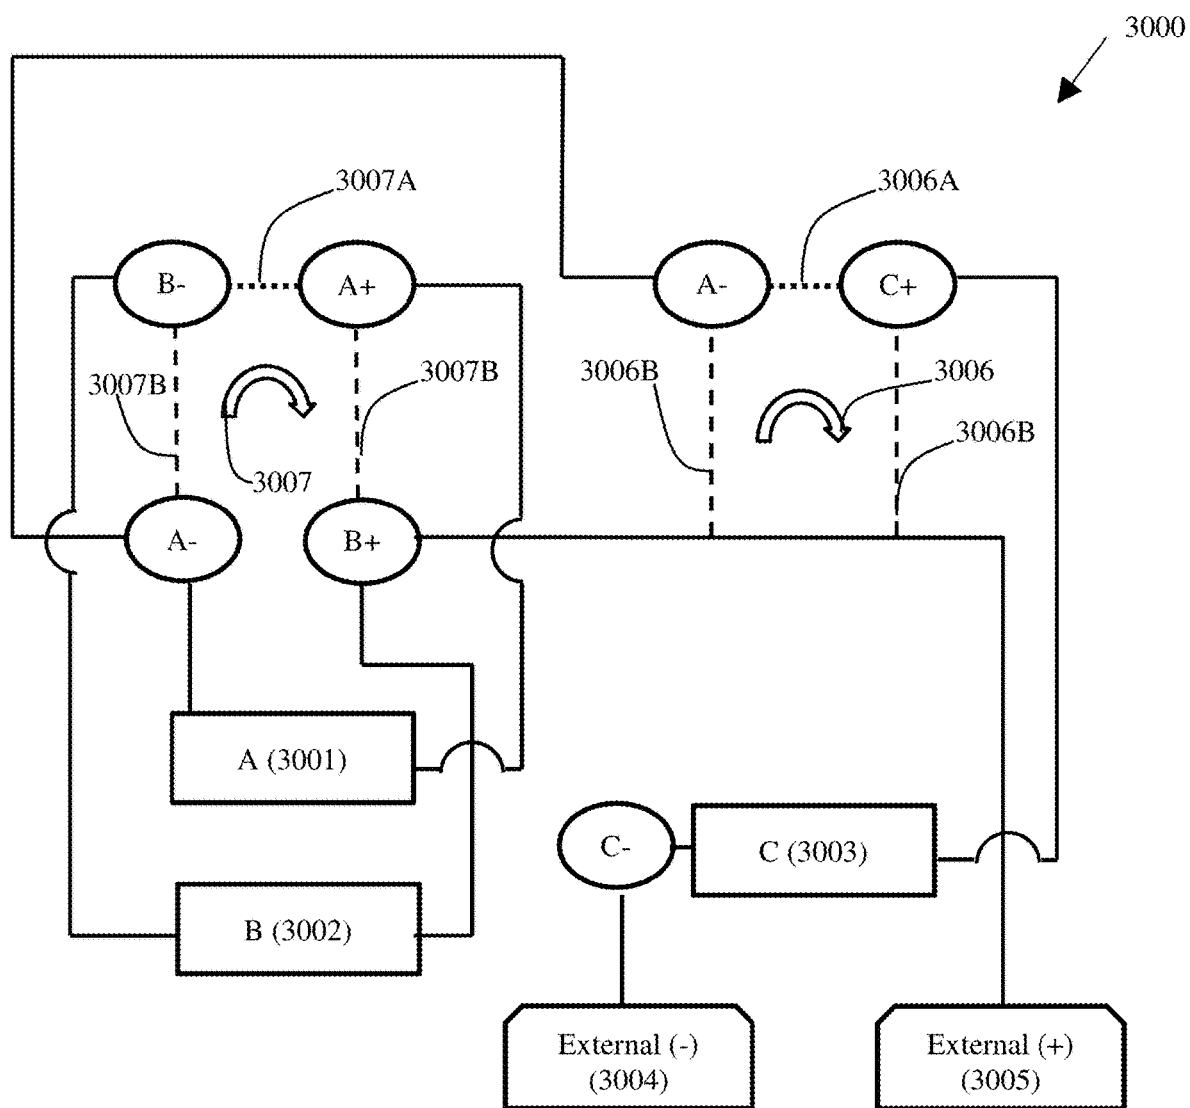 3000
3007A
3006A
B-
A+
A-
C+
3007B
3007B
3006B
3006
3006B
3007
A-
B+
A (3001)
C-
C (3003)
B (3002)
External (-)
(3004)
External (+)
(3005)